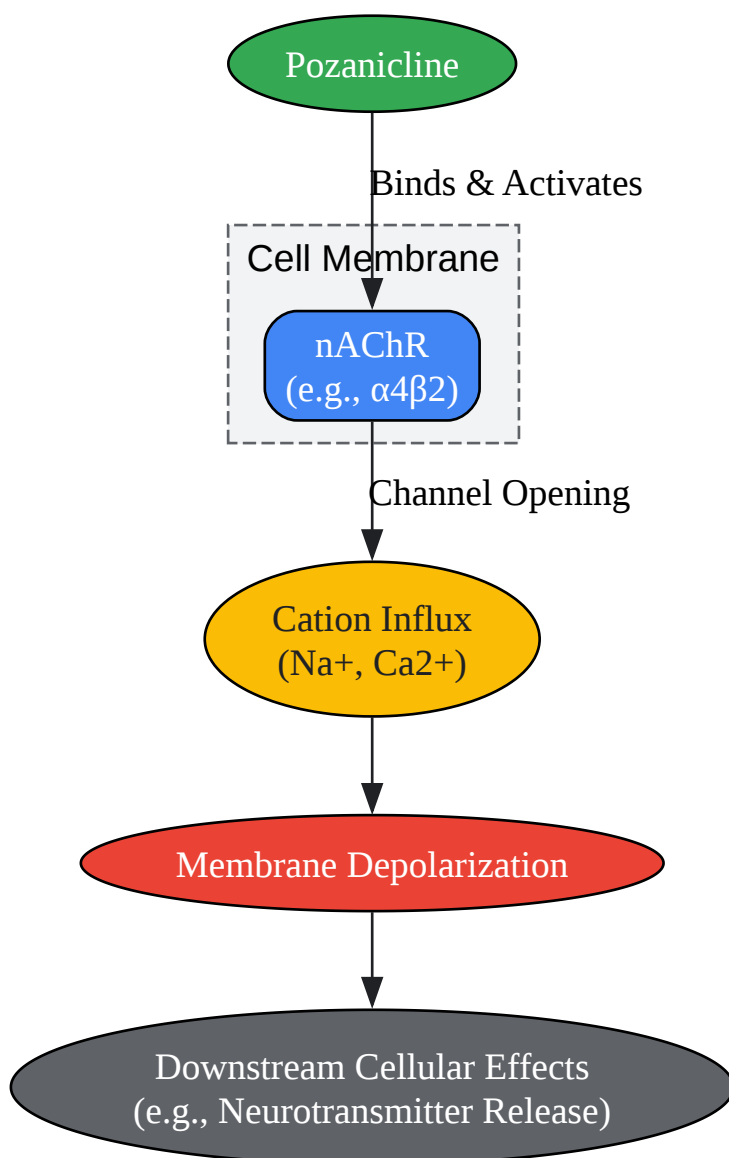 Pozanicline
Binds & Activates
Cell Membrane
nAChR
(e.g., α4β2)
Channel Opening
Cation Influx
(Na+, Ca2+)
Membrane Depolarization
Downstream Cellular Effects
(e.g., Neurotransmitter Release)